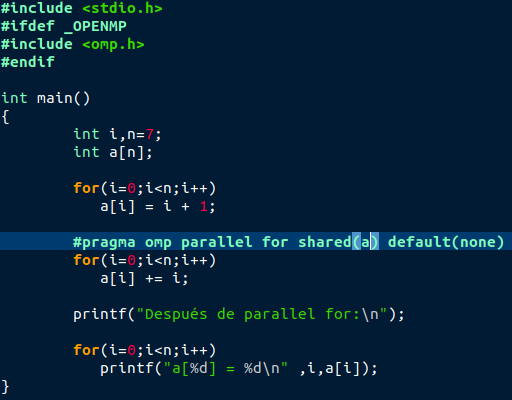 #include <stdio.h>
#ifdef _OPENMP
#include <omp.h>
#endif
int main()
{
int i,n=7;
int a[n];
for(i=0;i<n;i++)
a[i] = i + 1;
#pragma omp parallel for shared(a) default(none)
for(i=0;i<n;i++)
a[i] += i;
printf("Después de parallel for:\n");
for(i=0;i<n;i++)
printf("a[%d] = %d\n" ,i,a[i]);
}